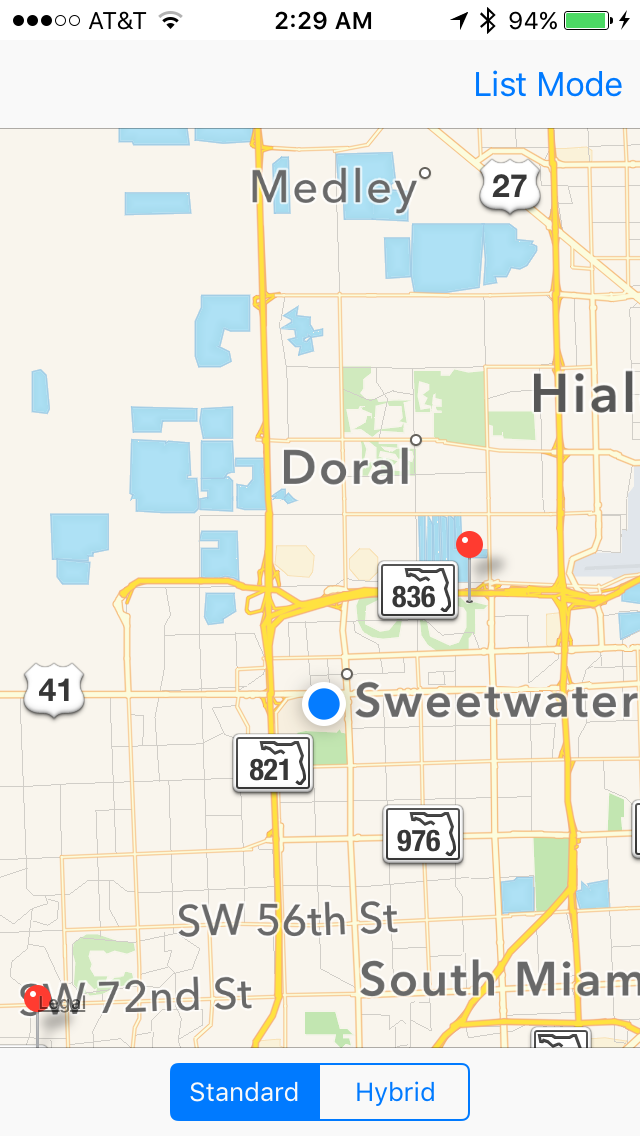 AT&T 2:29 AM 94%
List Mode
Medley
27
Hial
Doral
836
41
Sweetwater
821
976
SW 56th St
South Miam
SW 72nd St
Legal
Standard Hybrid